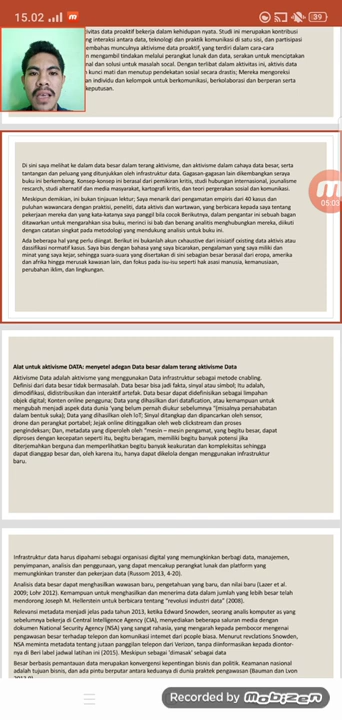 15.02
39
tivitas data proaktif bekerja dalam kehidupan nyata. Studi ini merupakan kontribusi
ng interaksi antara data, teknologi dan praktik komunikasi di satu sisi, dan partisipasi
embahas munculnya aktivisme data proaktif, yang terdiri dalam cara-cara
n mengambil tindakan melalui perangkat lunak dan data, serakan untuk menciptakan
nal dan solusi untuk masalah social. Dengan terlibat dalam aktivitas ini, aktivis data
kunci mati dan menutup pendekatan social secara drastis; Mereka mengoreksi
an individu dan kelompok untuk berkomunikasi, berkolaborasi dan berperan serta
keputusan.
05:03
Di sini saya melihat ke dalam data besar dalam terang aktivisme, dan aktivisme dalam cahaya data besar, serta
tantangan dan peluang yang ditunjukkan oleh infrastruktur data. Gagasan-gagasan lain dikembangkan seraya
buku ini berkembang. Konsep-konsep ini berasal dari pemikiran kritis, studi hubungan internasional, jounalisme
rescarch, studi alternatif dan media masyarakat, kartografi kritis, dan teori pergerakan sosial dan komunikasi.
Meskipun demikian, ini bukan tinjauan lektur; Saya menarik dari pengamatan empiris dari 40 kasus dan
puluhan wawancara dengan praktisi, peneliti, data aktivis dan wartawan, yang berbicara kepada saya tentang
pekerjaan mereka dan yang kata-katanya saya panggil bila cocok Berikutnya, dalam pengantar ini sebuah bagan
ditawarkan untuk mengarahkan sisa buku, merinci isi bab dan benang analitis menghubungkan mereka, diikuti
dengan catatan singkat pada metodologi yang mendukung analisis untuk buku ini.
Ada beberapa hal yang perlu diingat. Berikut ini bukanlah akun cxhaustive dari inisiatif cxisting data aktivs atau
dassifikasi normatif kasus. Saya bias dengan bahasa yang saya bicarakan, pengalaman yang saya miliki dan
minat yang saya kejar, sehingga suara-suara yang disertakan di sini sebagian besar berasal dari eropa, amerika
dan afrika hingga merusak kawasan lain, dan fokus pada isu-isu seperti hak asasi manusia, kemanusiaan,
perubahan iklim, dan lingkungan.
Alat untuk aktivisme DATA: menyetel adegan Data besar dalam terang aktivisme
Aktivisme Data adalah aktivisme yang menggunakan Data infrastruktur sebagai metode cnabling.
Definisi dari data besar tidak bermasalah. Data besar bisa jadi fakta, sinyal atau simbol; Itu adalah,
dimodifikasi, didistribusikan dan interaktif artefak. Data besar dapat didefinisikan sebagai limpahan
objek digital; Konten online pengguna; Data yang dihasilkan dari datafication, atau kemampuan untuk
mengubah menjadi aspek data dunia 'yang belum pernah diukur sebelumnya "(misalnya persahabatan
dalam bentuk suka); Data yang dihasilkan oleh IoT; Sinyal ditangkap dan dipancarkan oleh sensor,
drone dan perangkat portabel; Jejak online ditinggalkan oleh web clickstream dan proses
pengindeksan; Dan, metadata yang diperoleh oleh "mesin – mesin pengamat, yang begitu besar, dapat
diproses dengan kecepatan seperti itu, begitu beragam, memiliki begitu banyak potensi jika
diterjemahkan berguna dan memperlihatkan begitu banyak keakuratan dan kompleksitas sehingga
dapat dianggap besar dan, oleh karena itu, hanya dapat dikelola dengan menggunakan infrastruktur
baru.
Infrastruktur data harus dipahami sebagai organisasi digital yang memungkinkan berbagi data, manajemen,
penyimpanan, analisis dan penggunaan, yang dapat mencakup perangkat lunak dan platform yang
memungkinkan transfer dan pekerjaan data (Russom 2013, 4-20).
Analisis data besar dapat menghasilkan wawasan baru, pengetahuan yang baru, dan nilai baru (Lazer et al.
2009; Lohr 2012). Kemampuan untuk menghasilkan dan menerima data dalam jumlah yang lebih besar telah
mendorong Joseph M, Hellerstein untuk berbicara tentang "revolusi industri data" (2008).
Relevansi metadata menjadi jelas pada tahun 2013, ketika Edward Snowden, seorang analis komputer as yang
sebelumnya bekerja di Central Intelligence Agency (CIA), menyediakan beberapa saluran media dengan
dokumen National Security Agency (NSA) yang sangat rahasia, yang mengarah kepada pembocor mengenai
pengawasan besar terhadap telepon dan komunikasi internet dari pcople biasa. Menurut revclations Snowden,
NSA meminta metadata tentang jutaan panggilan telepon dari Verizon, tanpa diinformasikan kepada diontor-
nya di Beri label jadwal latihan ini (2015). Meskipun sebagai 'dimasak' sebagai data
Besar berbasis pemantauan data merupakan konvergensi kepentingan bisnis dan politik. Keamanan nasional
adalah tujuan bisnis, dan ada pintu berputar antara keduanya di dunia praktek pengawasan (Bauman dan Lvon
Recorded by Mobizen